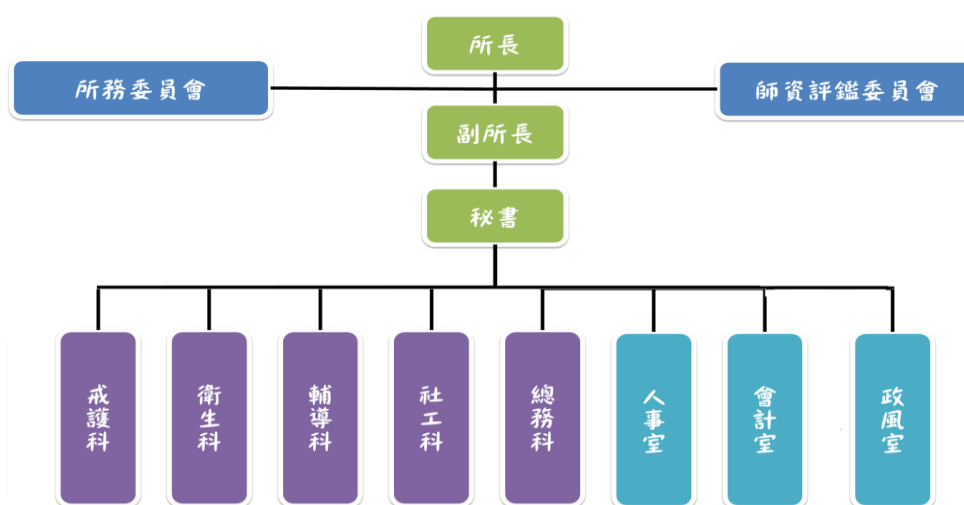 所長
所務委員會
師資評鑑委員會
副所長
秘書
戒護科
衛生科
輔導科
社工科
總務科
人事室
會計室
政風室